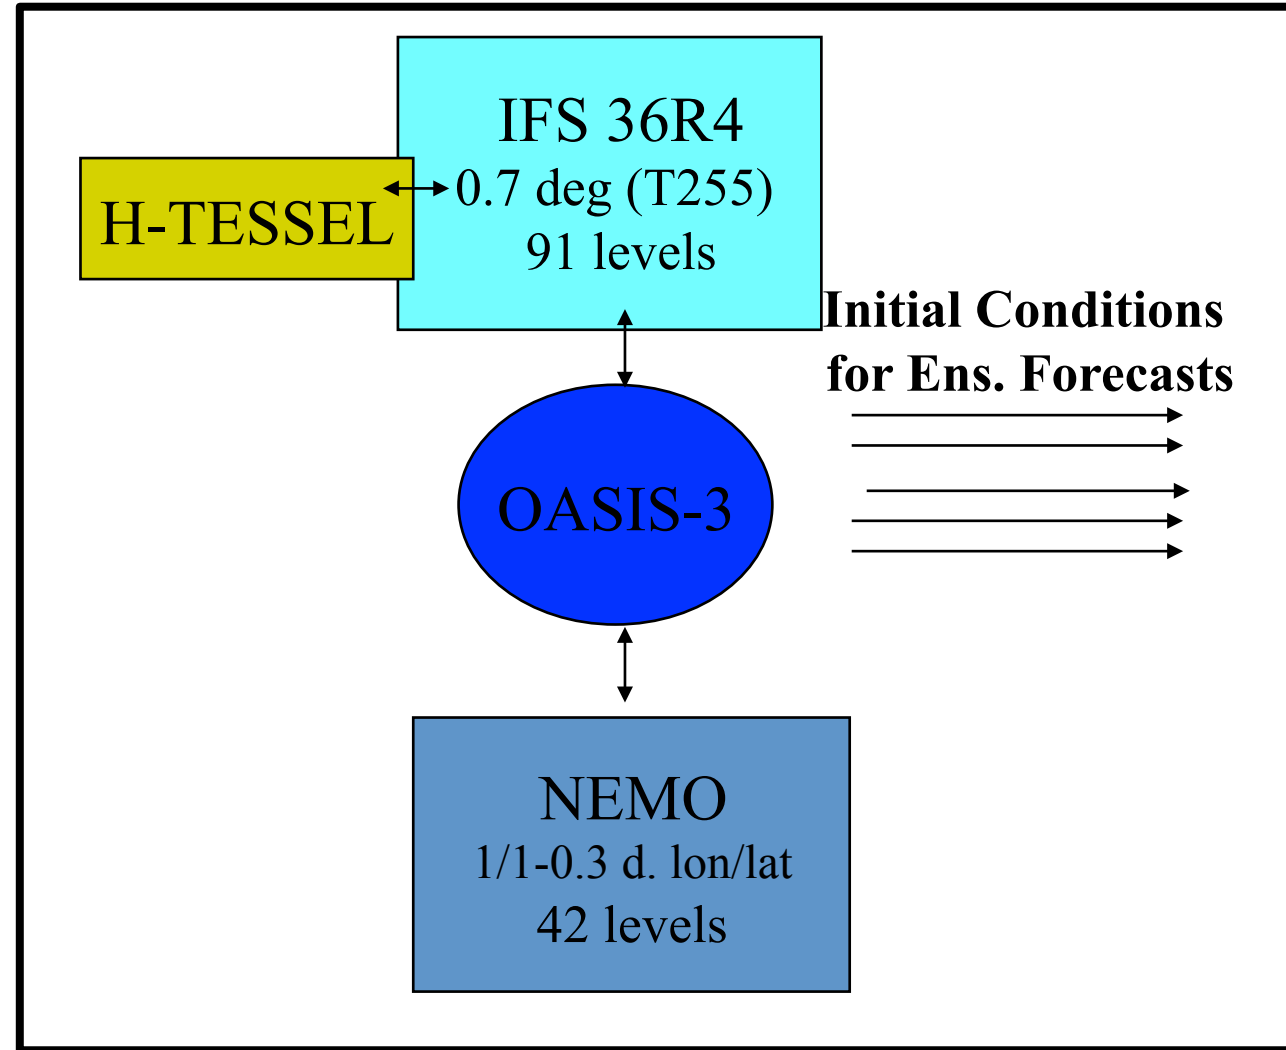 IFS 36R4
0.7 deg (T255)
91 levels
H-TESSEL
Initial Conditions
for Ens. Forecasts
OASIS-3
NEMO
1/1-0.3 d. lon/lat
42 levels